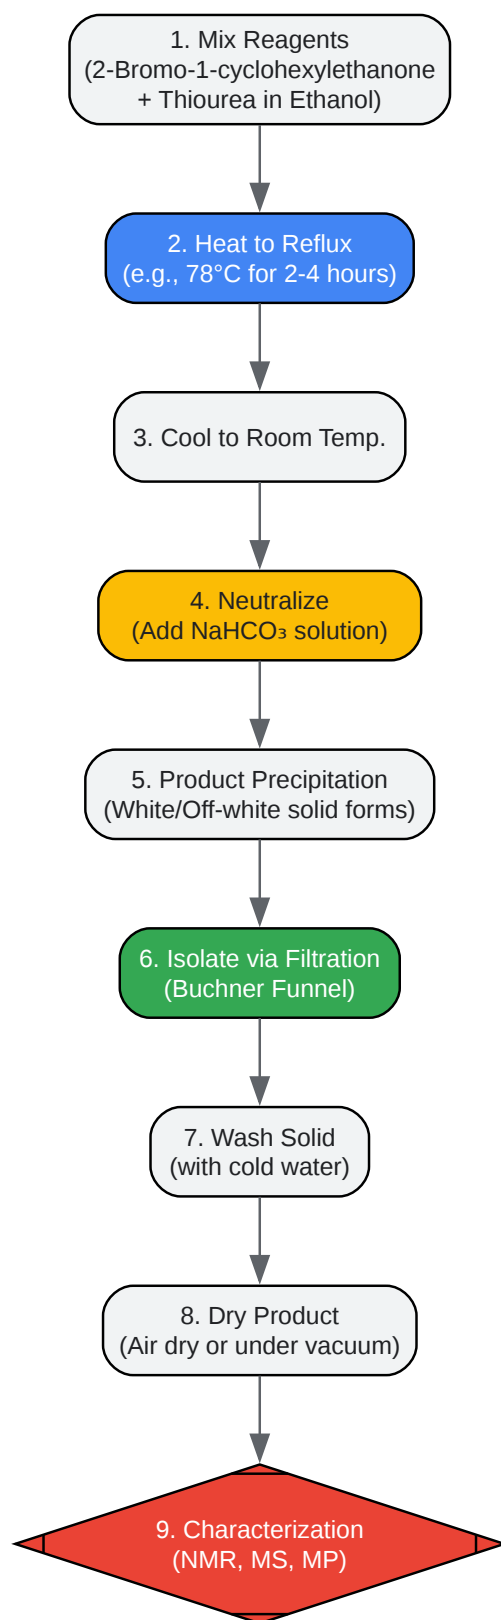 1. Mix Reagents
(2-Bromo-1-cyclohexylethanone
+ Thiourea in Ethanol)
2. Heat to Reflux
(e.g., 78°C for 2-4 hours)
3. Cool to Room Temp.
4. Neutralize
(Add NaHCO₃ solution)
5. Product Precipitation
(White/Off-white solid forms)
6. Isolate via Filtration
(Buchner Funnel)
7. Wash Solid
(with cold water)
8. Dry Product
(Air dry or under vacuum)
9. Characterization
(NMR, MS, MP)